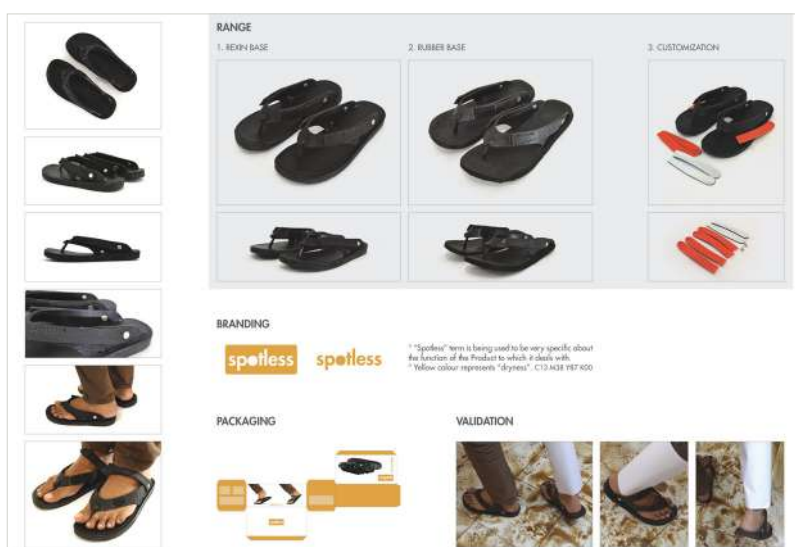 RANGE
1. REXIN BASE
2. RUBBER BASE
3. CUSTOMIZATION
BRANDING
spotless
spotless
* "Spotless" term is being used to be very specific about
the function of the Product to which it deals with.
* Yellow colour represents "dryness". C13 M38 Y87 K00
PACKAGING
VALIDATION